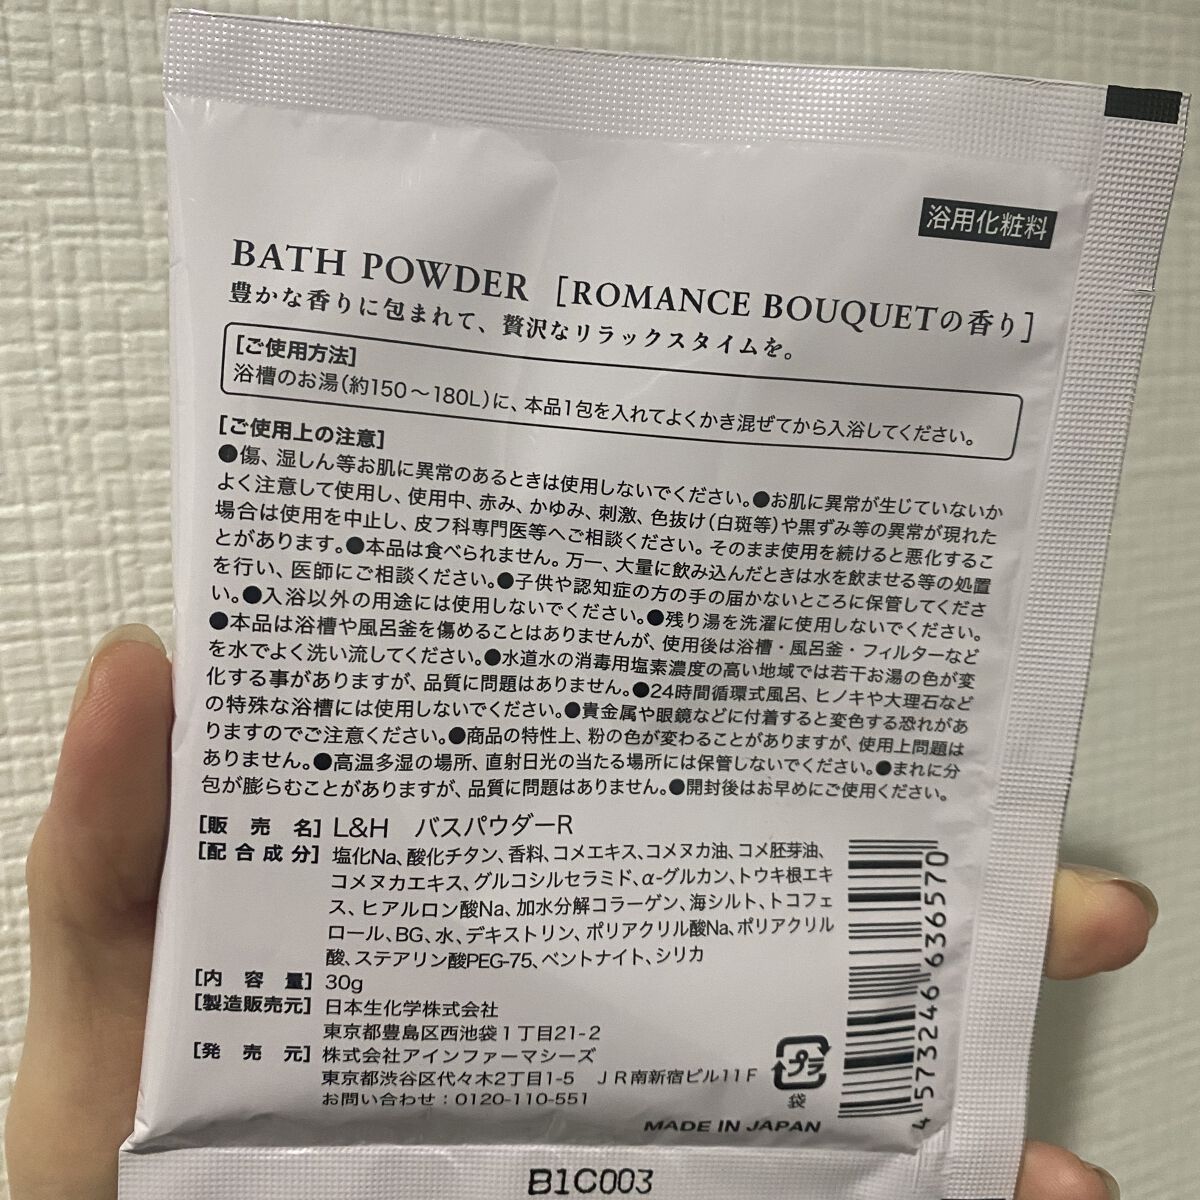 浴用化粧料
BATH POWDER [ROMANCE BOUQUETの香り]
豊かな香りに包まれて、贅沢なリラックスタイムを。
[ご使用方法]
浴槽のお湯(約150～180L)に、本品1包を入れてよくかき混ぜてから入浴してください。
[ご使用上の注意]
●傷、湿しん等お肌に異常のあるときは使用しないでください。●お肌に異常が生じていないか
よく注意して使用し、使用中、赤み、かゆみ、刺激、色抜け(白斑等)や黒ずみ等の異常が現れた
場合は使用を中止し、皮フ科専門医等へご相談ください。そのまま使用を続けると悪化するこ
とがあります。●本品は食べられません。万一、大量に飲み込んだときは水を飲ませる等の処置
を行い、医師にご相談ください。●子供や認知症の方の手の届かないところに保管してくださ
い。●入浴以外の用途には使用しないでください。●残り湯を洗濯に使用しないでください。
●本品は浴槽や風呂釜を傷めることはありませんが、使用後は浴槽・風呂釜・フィルターなど
を水でよく洗い流してください。●水道水の消毒用塩素濃度の高い地域では若干お湯の色が変
化する事がありますが、品質に問題はありません。●24時間循環式風呂、ヒノキや大理石など
の特殊な浴槽には使用しないでください。●貴金属や眼鏡などに付着すると変色する恐れがあ
りますのでご注意ください。●商品の特性上、粉の色が変わることがありますが、使用上問題は
ありません。●高温多湿の場所、直射日光の当たる場所には保管しないでください。●まれに分
包が膨らむことがありますが、品質に問題はありません。●開封後はお早めにご使用ください。
[販売名] L&H バスパウダーR
[配合成分] 塩化Na、酸化チタン、香料、コメエキス、コメヌカ油、コメ胚芽油、
コメヌカエキス、グルコシルセラミド、α-グルカン、トウキ根エキ
ス、ヒアルロン酸Na、加水分解コラーゲン、海シルト、トコフェ
ロール、BG、水、デキストリン、ポリアクリル酸Na、ポリアクリル
酸、ステアリン酸PEG-75、ベントナイト、シリカ
[内容量] 30g
[製造販売元] 日本生化学株式会社
東京都豊島区西池袋1丁目21-2
[発売元] 株式会社アインファーマシーズ
東京都渋谷区代々木2丁目1-5 JR南新宿ビル11F
お問い合わせ:0120-110-551
プラ
袋
4573246636570
MADE IN JAPAN
B1C003